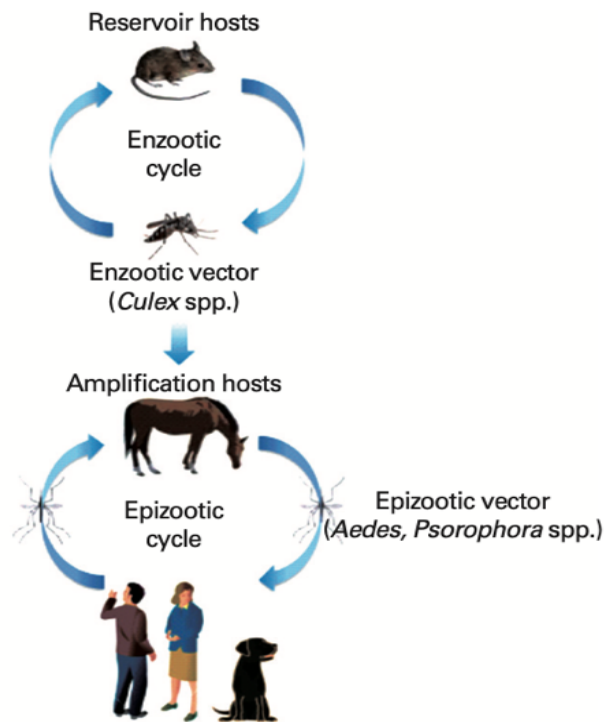 Reservoir hosts
Enzootic
cycle
Enzootic vector
(Culex spp.)
Amplification hosts
Epizootic
cycle
Epizootic vector
(Aedes, Psorophora spp.)